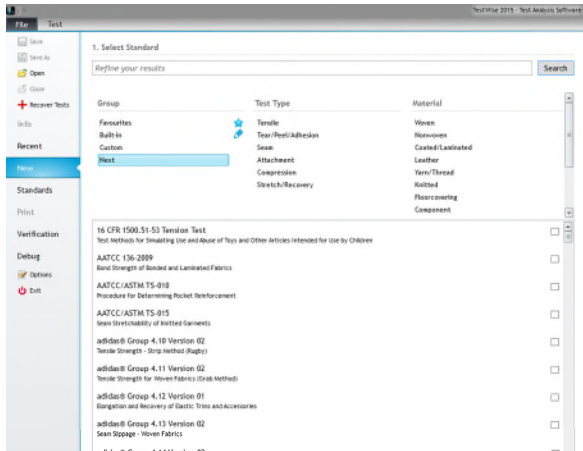 TestWise 2015 - Test Analysis Software
File Test
Save
Save As
Open
Close
Recover Tests
Info
Recent
New
Standards
Print
Verification
Debug
Options
Exit
1. Select Standard
Refine your results
Search
Group Test Type Material
Favourites Tensile Woven
Built-in Tear/Peel/Adhesion Nonwoven
Custom Seam Coated/Laminated
Next Attachment Leather
Compression Yarn/Thread
Stretch/Recovery Knitted
Floorcovering
Component
16 CFR 1500.51-53 Tension Test
Test Methods for Simulating Use and Abuse of Toys and Other Articles Intended for Use by Children
AATCC 136-2009
Bond Strength of Bonded and Laminated Fabrics
AATCC/ASTM TS-010
Procedure for Determining Pocket Reinforcement
AATCC/ASTM TS-015
Seam Stretchability of Knitted Garments
adidas® Group 4.10 Version 02
Tensile Strength - Strip Method (Rugby)
adidas® Group 4.11 Version 02
Tensile Strength for Woven Fabrics (Grab Method)
adidas® Group 4.12 Version 01
Elongation and Recovery of Elastic Trims and Accessories
adidas® Group 4.13 Version 02
Seam Slippage - Woven Fabrics